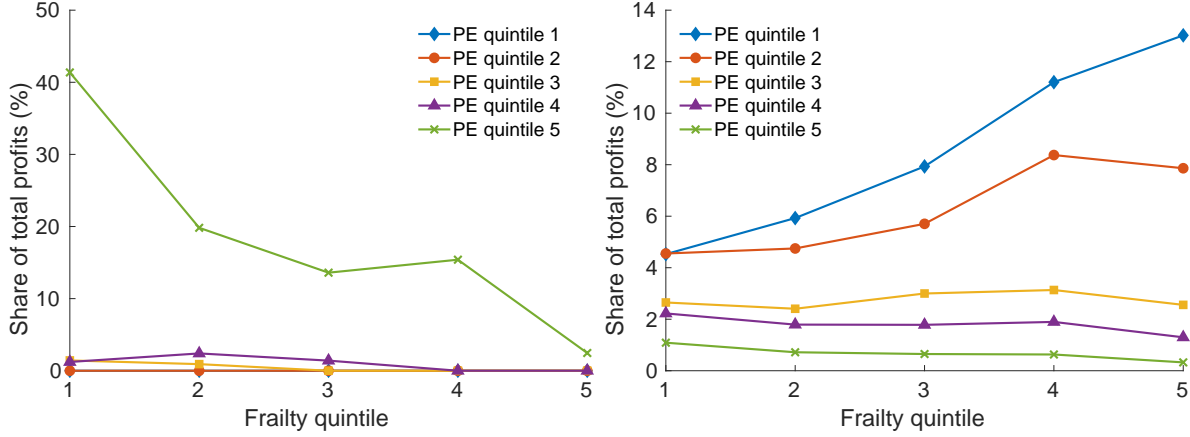 Share of total profits (%)
50
40
30
20
10
0
PE quintile 1
PE quintile 2
PE quintile 3
PE quintile 4
PE quintile 5
1 2 3 4 5
Frailty quintile
Share of total profits (%)
14
12
10
8
6
4
2
0
PE quintile 1
PE quintile 2
PE quintile 3
PE quintile 4
PE quintile 5
1 2 3 4 5
Frailty quintile